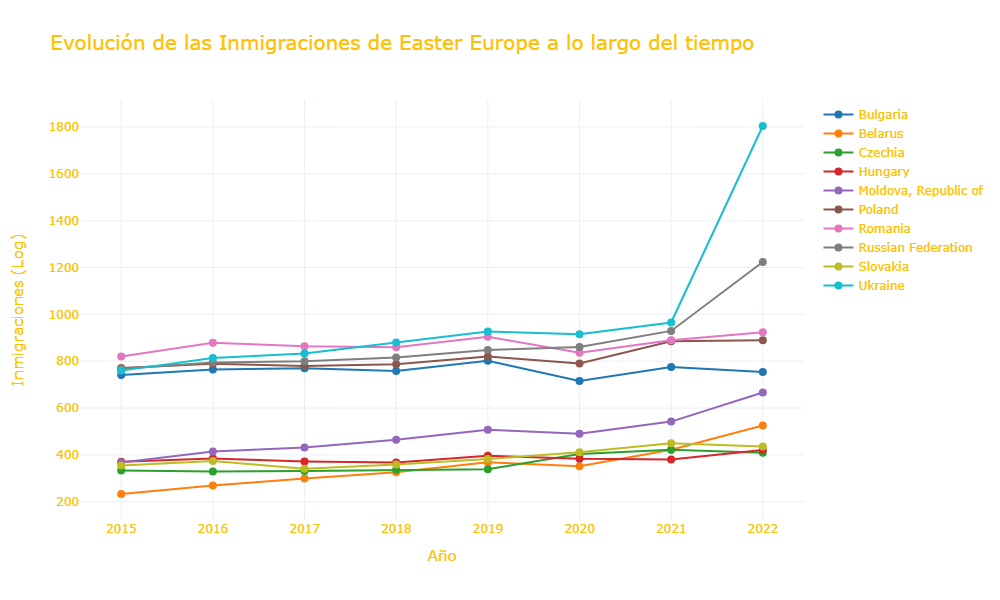 Evolución de las Inmigraciones de Easter Europe a lo largo del tiempo
Inmigraciones (Log)
1800
1600
1400
1200
1000
800
600
400
200
2015 2016 2017 2018 2019 2020 2021 2022
Año
Bulgaria
Belarus
Czechia
Hungary
Moldova, Republic of
Poland
Romania
Russian Federation
Slovakia
Ukraine